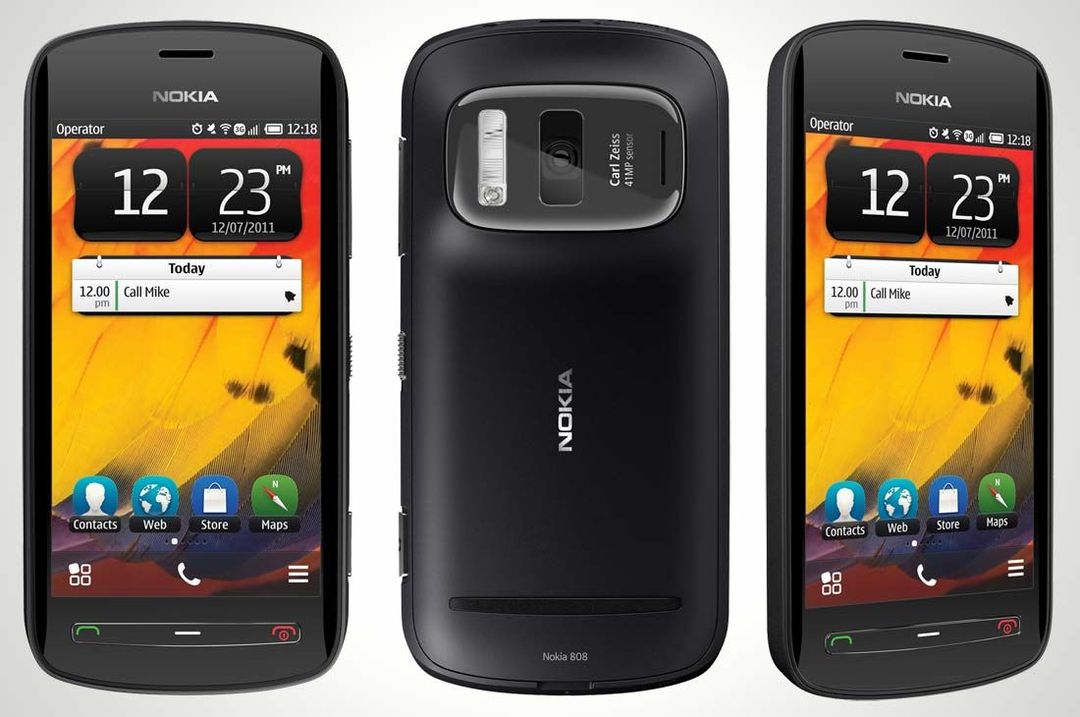 NOKIA
Operator
3G
12:18
12
23
PM
12/07/2011
Today
12.00
pm
Call Mike
Contacts
Web
Store
N
Maps
Carl Zeiss
41MP sensor
NOKIA
Nokia 808
NOKIA
Operator
3G
12:18
12
23
PM
12/07/2011
Today
12.00
pm
Call Mike
Contacts
Web
Store
N
Maps